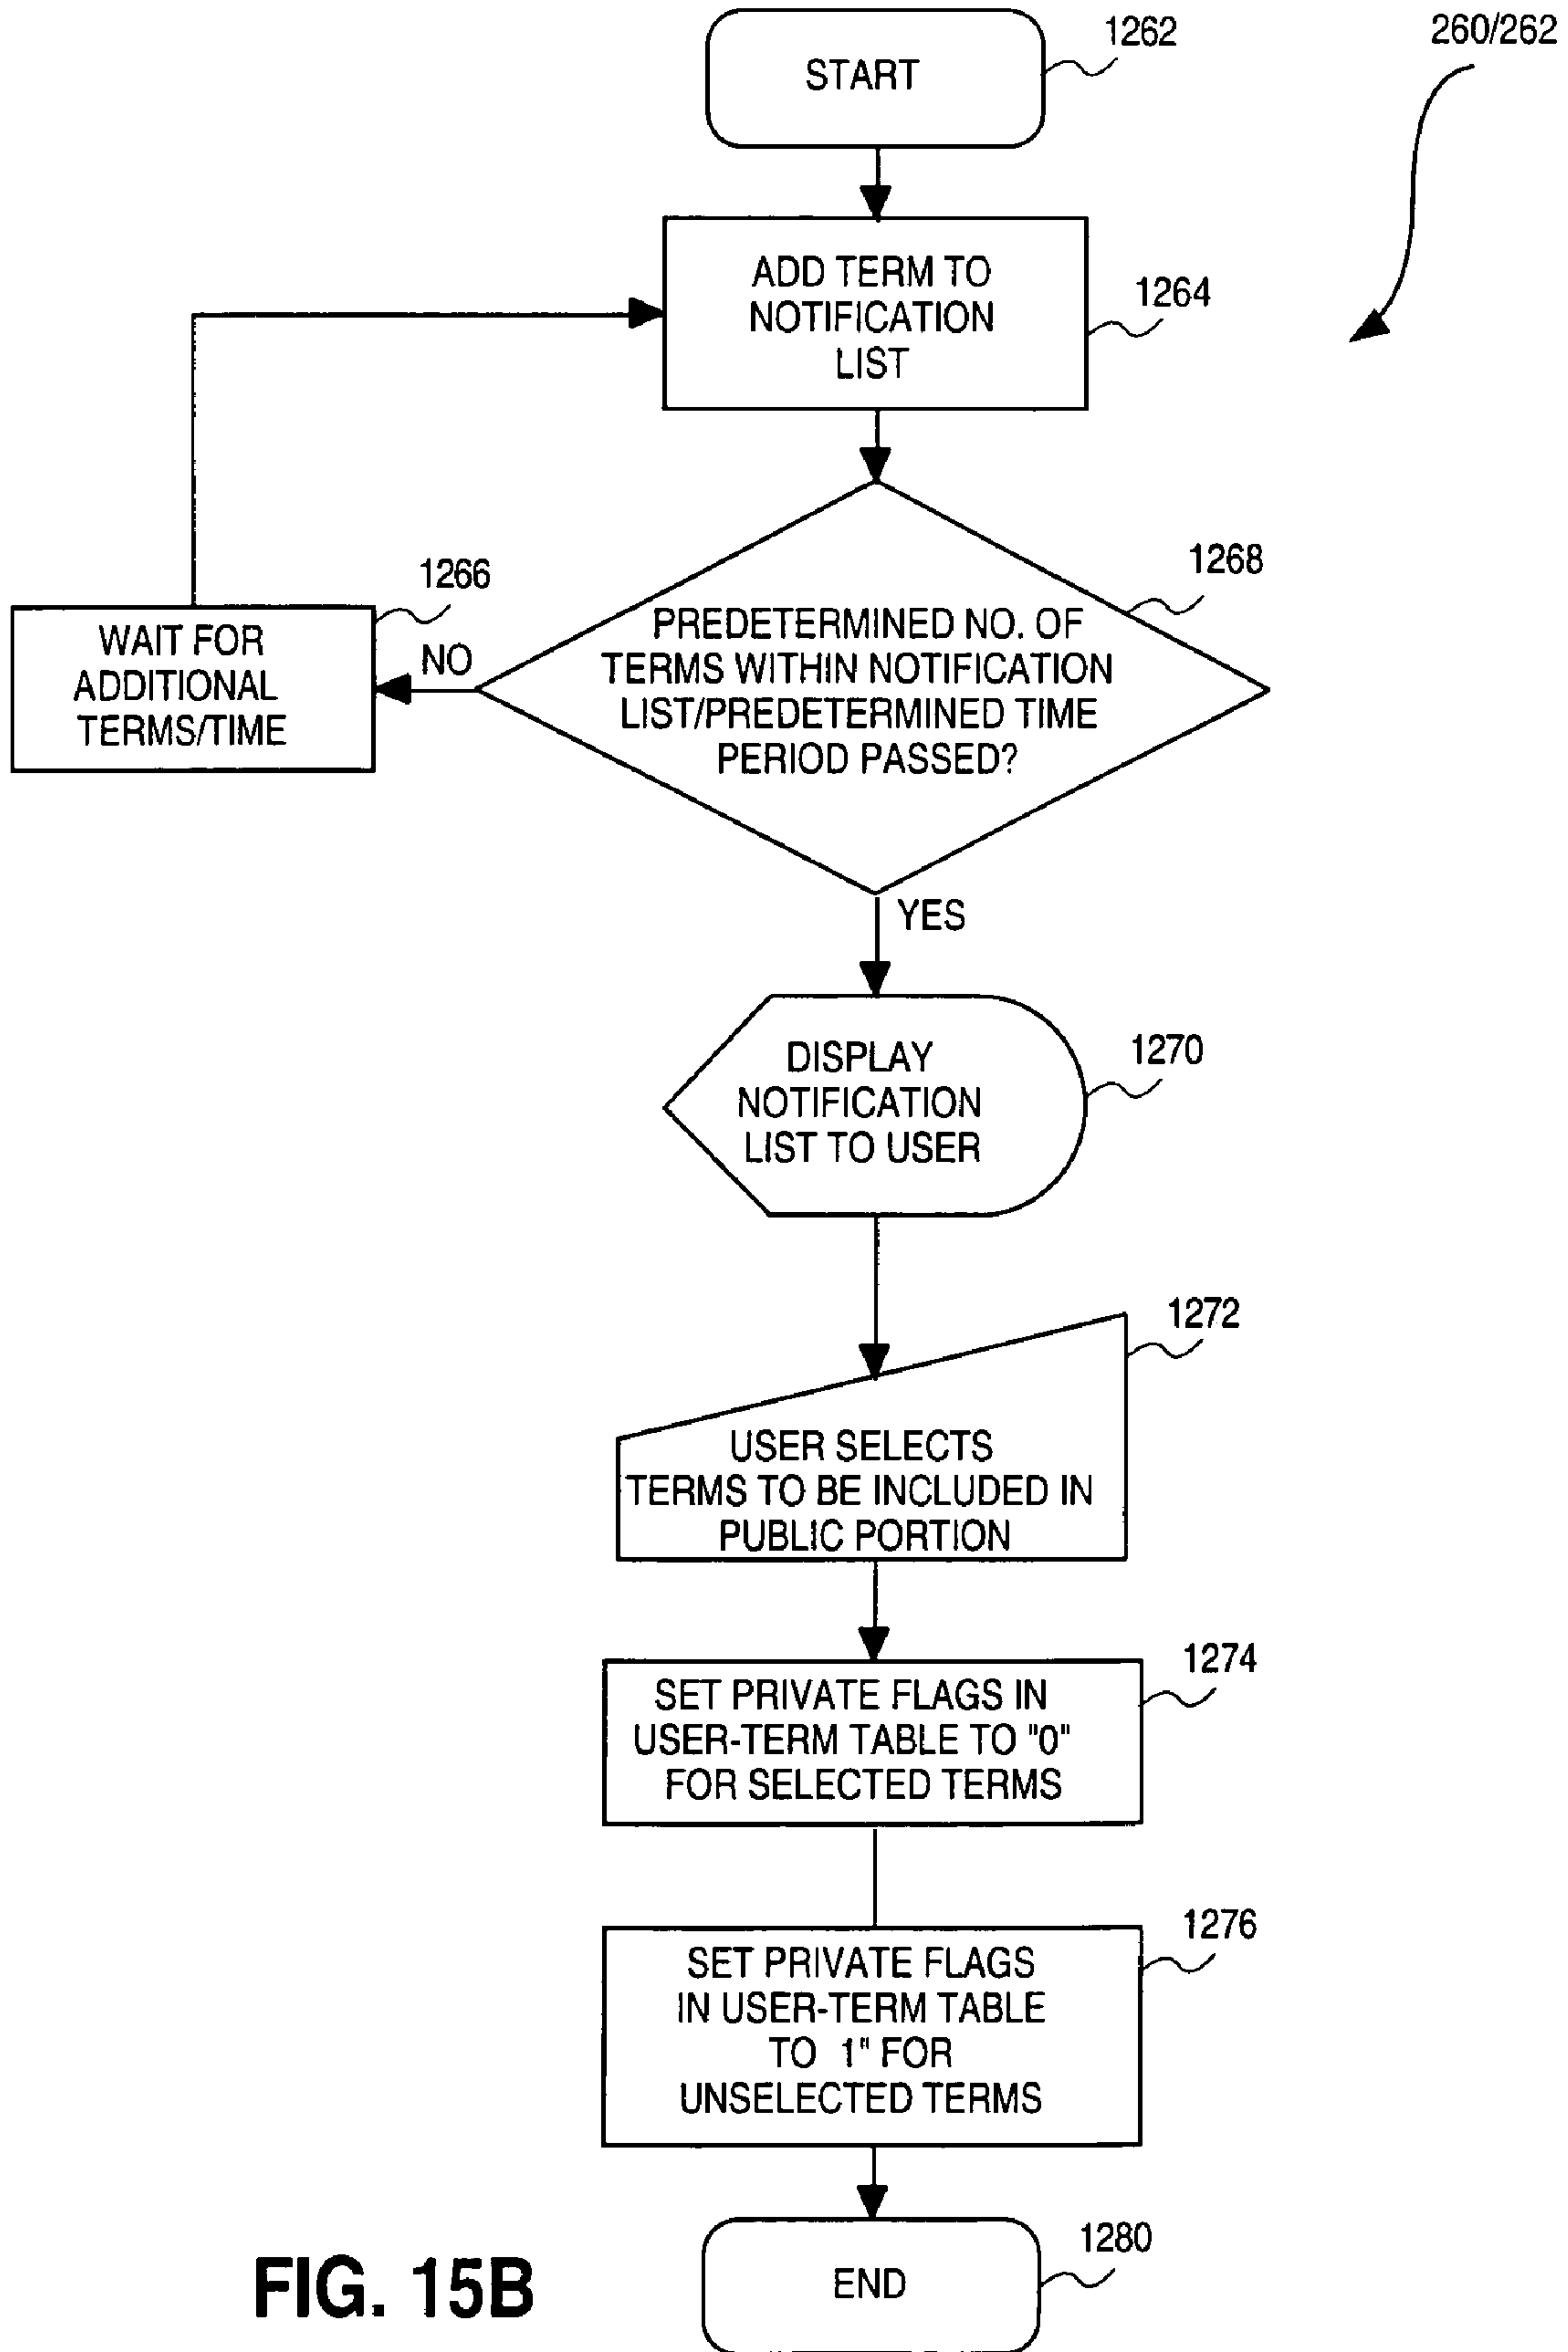 1262
260/262
START
ADD TERM TO
NOTIFICATION
LIST
1264
1266
1268
WAIT FOR
ADDITIONAL
TERMS/TIME
NO
PREDETERMINED NO. OF
TERMS WITHIN NOTIFICATION
LIST/PREDETERMINED TIME
PERIOD PASSED?
YES
DISPLAY
NOTIFICATION
LIST TO USER
1270
1272
USER SELECTS
TERMS TO BE INCLUDED IN
PUBLIC PORTION
1274
SET PRIVATE FLAGS IN
USER-TERM TABLE TO "0"
FOR SELECTED TERMS
1276
SET PRIVATE FLAGS
IN USER-TERM TABLE
TO 1" FOR
UNSELECTED TERMS
1280
END
FIG. 15B